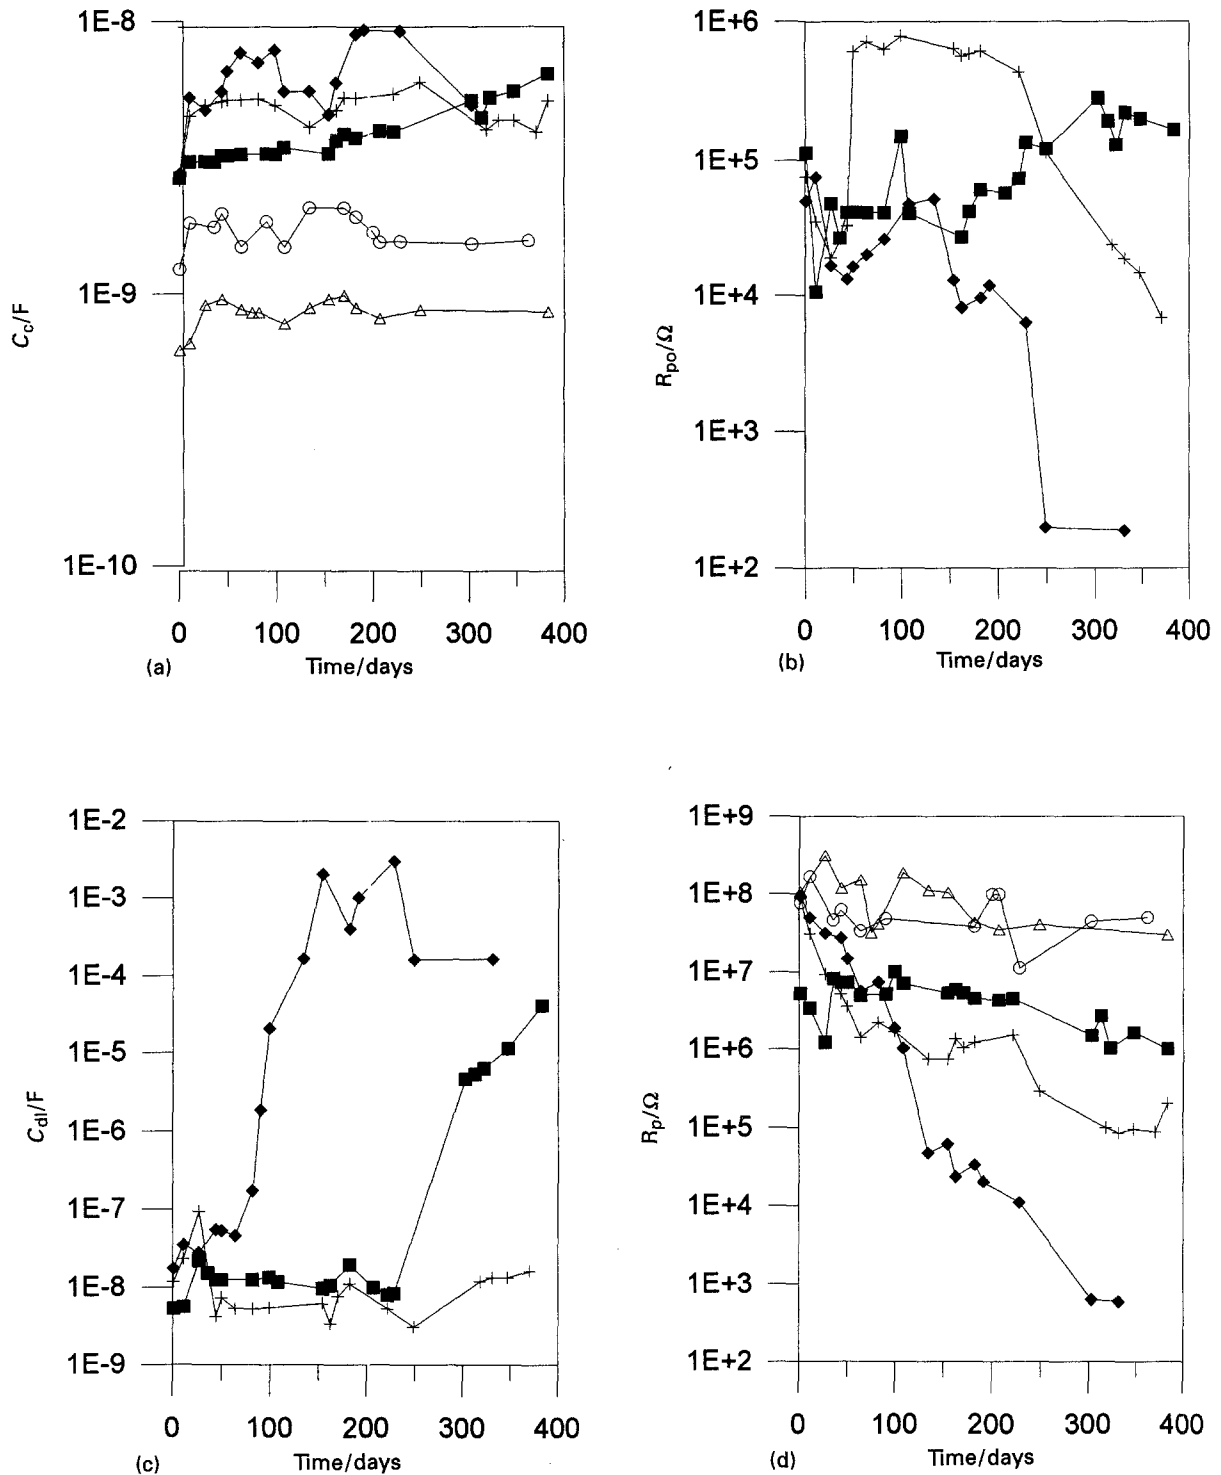 1E-8
1E-9
1E-10
C_c/F
0 100 200 300 400
(a) Time/days
1E+6
1E+5
1E+4
1E+3
1E+2
R_po/Ω
0 100 200 300 400
(b) Time/days
1E-2
1E-3
1E-4
1E-5
1E-6
1E-7
1E-8
1E-9
C_dl/F
0 100 200 300 400
(c) Time/days
1E+9
1E+8
1E+7
1E+6
1E+5
1E+4
1E+3
1E+2
R_p/Ω
0 100 200 300 400
(d) Time/days